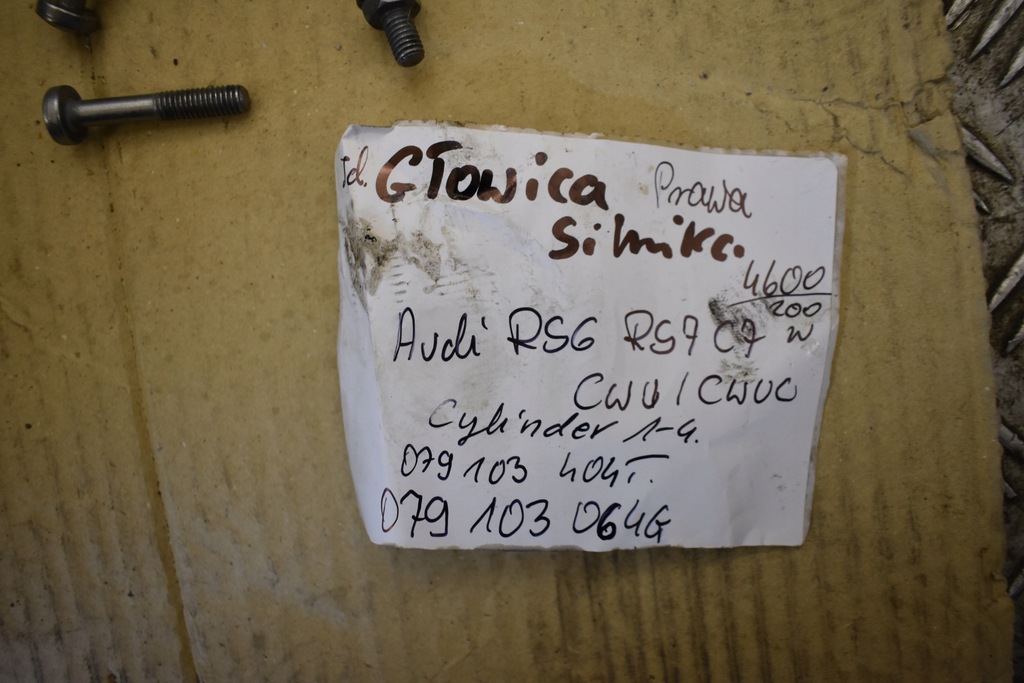 Id. Głowica Prawa
Silnika.
4600
200
Audi RS6 RS7 C7 W
CWU / CWUC
Cylinder 1-4.
079 103 404T.
079 103 064G